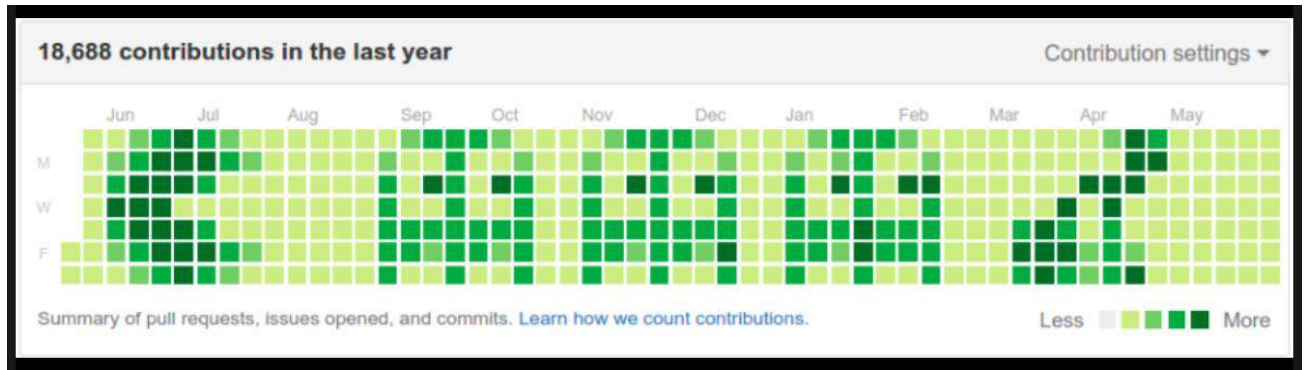 18,688 contributions in the last year
Contribution settings
Jun Jul Aug Sep Oct Nov Dec Jan Feb Mar Apr May
M
W
F
Summary of pull requests, issues opened, and commits. Learn how we count contributions.
Less More